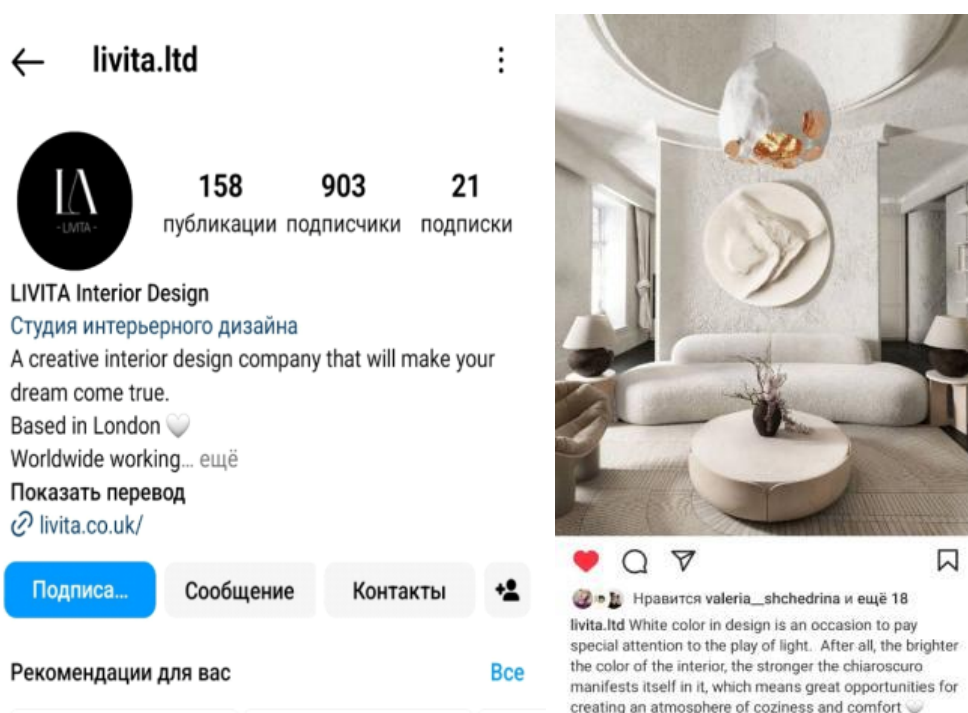 livita.ltd
LA
- LIVITA -
158 903 21
публикации подписчики подписки
LIVITA Interior Design
Студия интерьерного дизайна
A creative interior design company that will make your
dream come true.
Based in London 🤍
Worldwide working... ещё
Показать перевод
livita.co.uk/
Подписа...
Сообщение
Контакты
Рекомендации для вас
Все
Нравится valeria__shchedrina и ещё 18
livita.ltd White color in design is an occasion to pay
special attention to the play of light. After all, the brighter
the color of the interior, the stronger the chiaroscuro
manifests itself in it, which means great opportunities for
creating an atmosphere of coziness and comfort 🤍